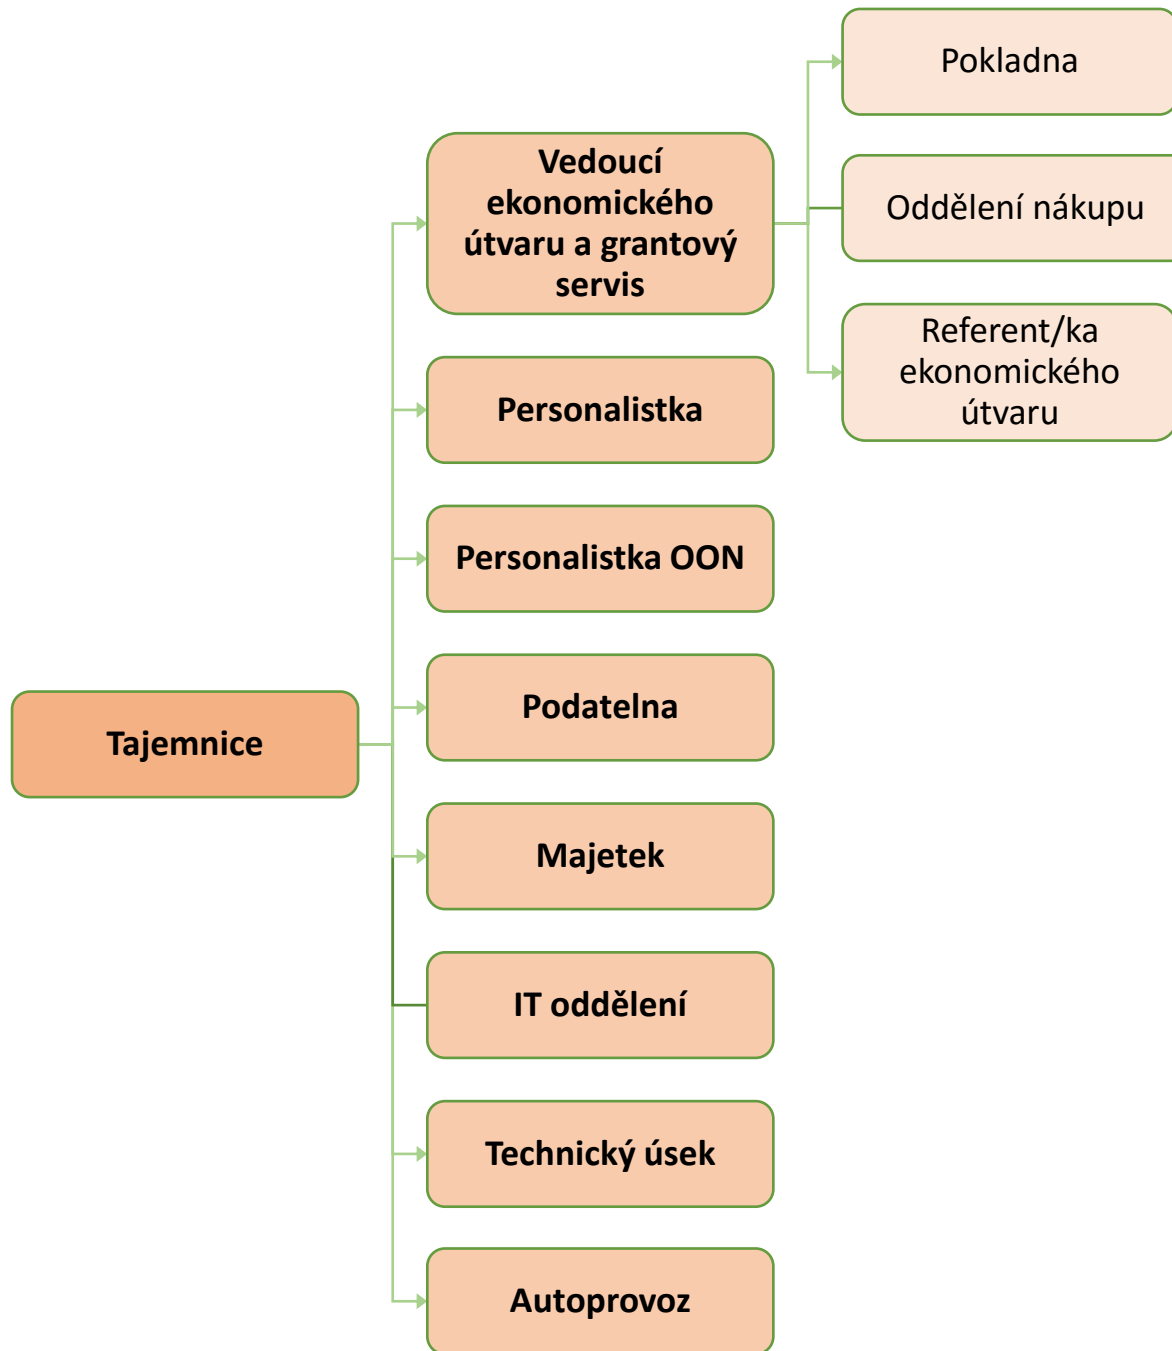 Pokladna
Vedoucí
ekonomického
útvaru a grantový
servis
Oddělení nákupu
Referent/ka
ekonomického
útvaru
Personalistka
Personalistka OON
Podatelna
Tajemnice
Majetek
IT oddělení
Technický úsek
Autoprovoz